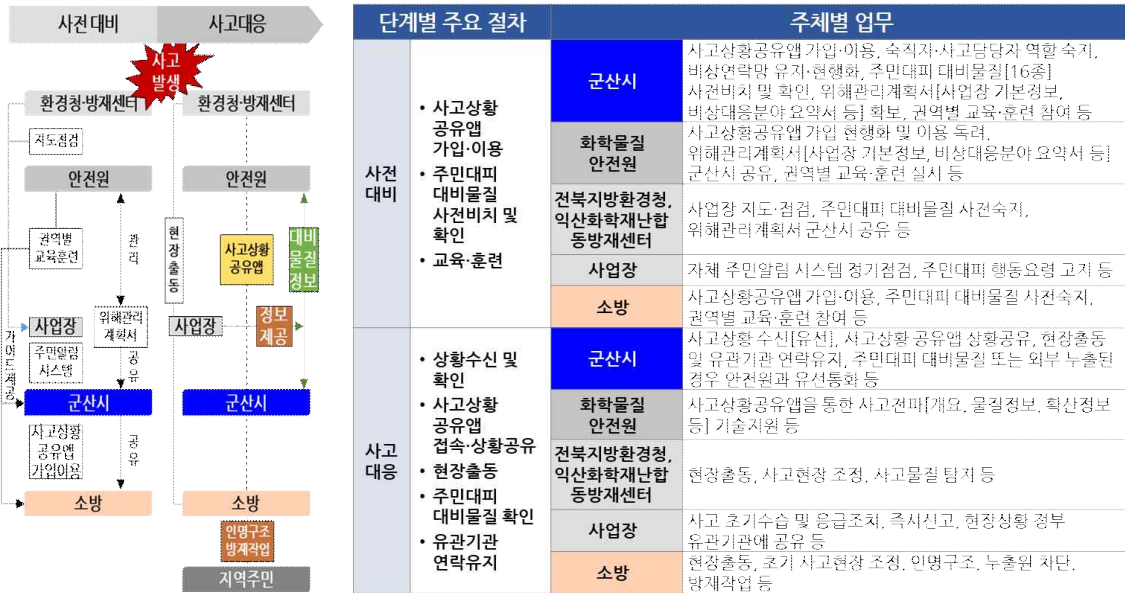 사전대비
사고대응
사고
발생
환경청·방재센터
환경청·방재센터
지도점검
안전원
안전원
권역별
교육훈련
관리
현장출동
사고상황
공유앱
대비
물질
정보
사업장
위해관리
계획서
사업장
정보
제공
가이드제공
주민알림
시스템
공유
군산시
군산시
사고상황
공유앱
가입이용
공유
소방
소방
인명구조
방재작업
지역주민
단계별 주요 절차
주체별 업무
사전
대비
• 사고상황
공유앱
가입·이용
• 주민대피
대비물질
사전비치 및
확인
• 교육·훈련
군산시
사고상황공유앱 가입·이용, 숙직자·사고담당자 역할 숙지,
비상연락망 유지·현행화, 주민대피 대비물질[16종]
사전비치 및 확인, 위해관리계획서[사업장 기본정보,
비상대응분야 요약서 등] 확보, 권역별 교육·훈련 참여 등
화학물질
안전원
사고상황공유앱 가입 현행화 및 이용 독려,
위해관리계획서[사업장 기본정보, 비상대응분야 요약서 등]
군산시 공유, 권역별 교육·훈련 실시 등
전북지방환경청,
익산화학재난합
동방재센터
사업장 지도·점검, 주민대피 대비물질 사전숙지,
위해관리계획서 군산시 공유 등
사업장
자체 주민알림 시스템 정기점검, 주민대피 행동요령 고지 등
소방
사고상황공유앱 가입·이용, 주민대피 대비물질 사전숙지,
권역별 교육·훈련 참여 등
사고
대응
• 상황수신 및
확인
• 사고상황
공유앱
접속·상황공유
• 현장출동
• 주민대피
대비물질 확인
• 유관기관
연락유지
군산시
사고상황 수신[유선], 사고상황 공유앱 상황공유, 현장출동
및 유관기관 연락유지, 주민대피 대비물질 또는 외부 누출된
경우 안전원과 유선통화 등
화학물질
안전원
사고상황공유앱을 통한 사고전파[개요, 물질정보, 확산정보
등] 기술지원 등
전북지방환경청,
익산화학재난합
동방재센터
현장출동, 사고현장 조정, 사고물질 탐지 등
사업장
사고 초기수습 및 응급조치, 즉시신고, 현장상황 정부
유관기관에 공유 등
소방
현장출동, 초기 사고현장 조정, 인명구조, 누출원 차단,
방재작업 등